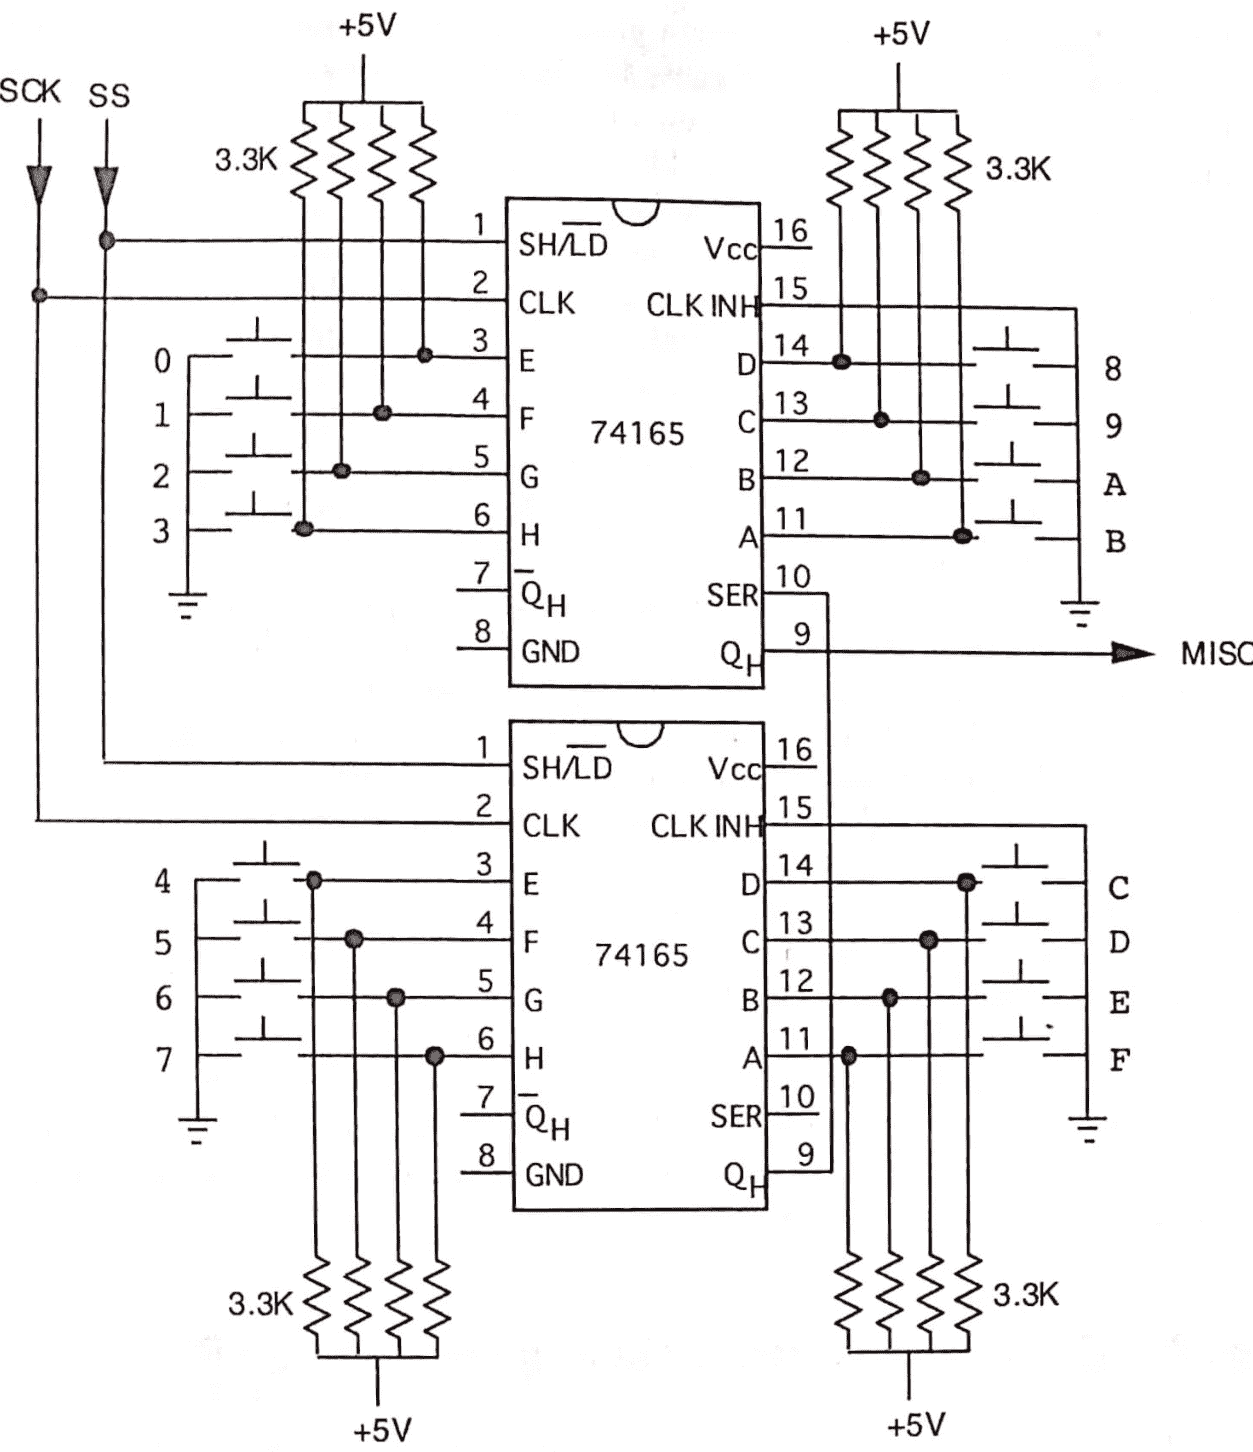 +5V
+5V
SCK SS
3.3K
3.3K
1 SH/LD Vcc 16
2 CLK CLK INH 15
0 3 E D 14 8
1 4 F C 13 9
74165
2 5 G B 12 A
3 6 H A 11 B
7 QH SER 10
8 GND QH 9 MISO
1 SH/LD Vcc 16
2 CLK CLK INH 15
4 3 E D 14 C
5 4 F C 13 D
74165
6 5 G B 12 E
7 6 H A 11 F
7 QH SER 10
8 GND QH 9
3.3K
3.3K
+5V
+5V